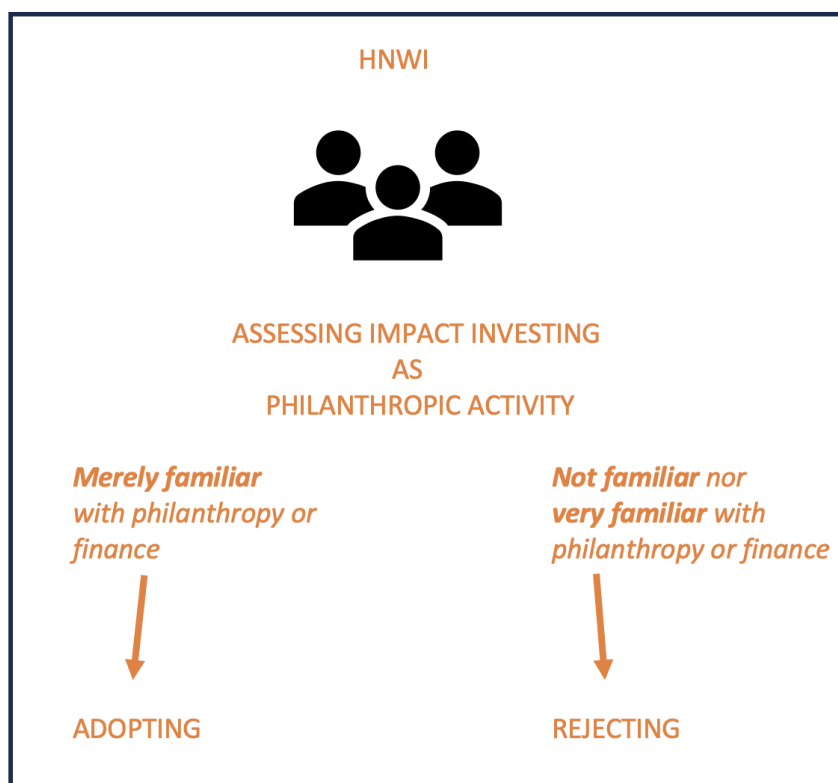 HNWI
ASSESSING IMPACT INVESTING
AS
PHILANTHROPIC ACTIVITY
Merely familiar
with philanthropy or
finance
Not familiar nor
very familiar with
philanthropy or finance
ADOPTING
REJECTING